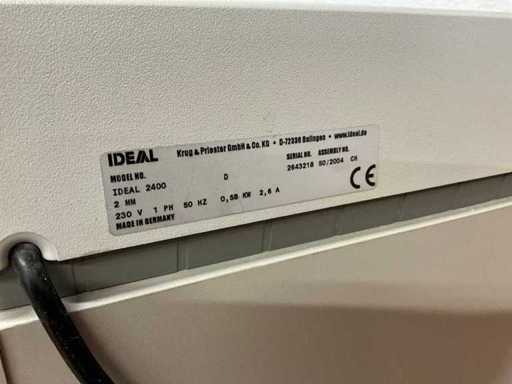 IDEAL Krug & Priester GmbH & Co. KG • D-72336 Balingen • www.ideal.de
MODEL NO. D SERIAL NO. ASSEMBLY NO.
IDEAL 2400 2643218 50/2004 CH
2 MM
230 V 1 PH 50 HZ 0,58 KW 2,6 A
MADE IN GERMANY CE